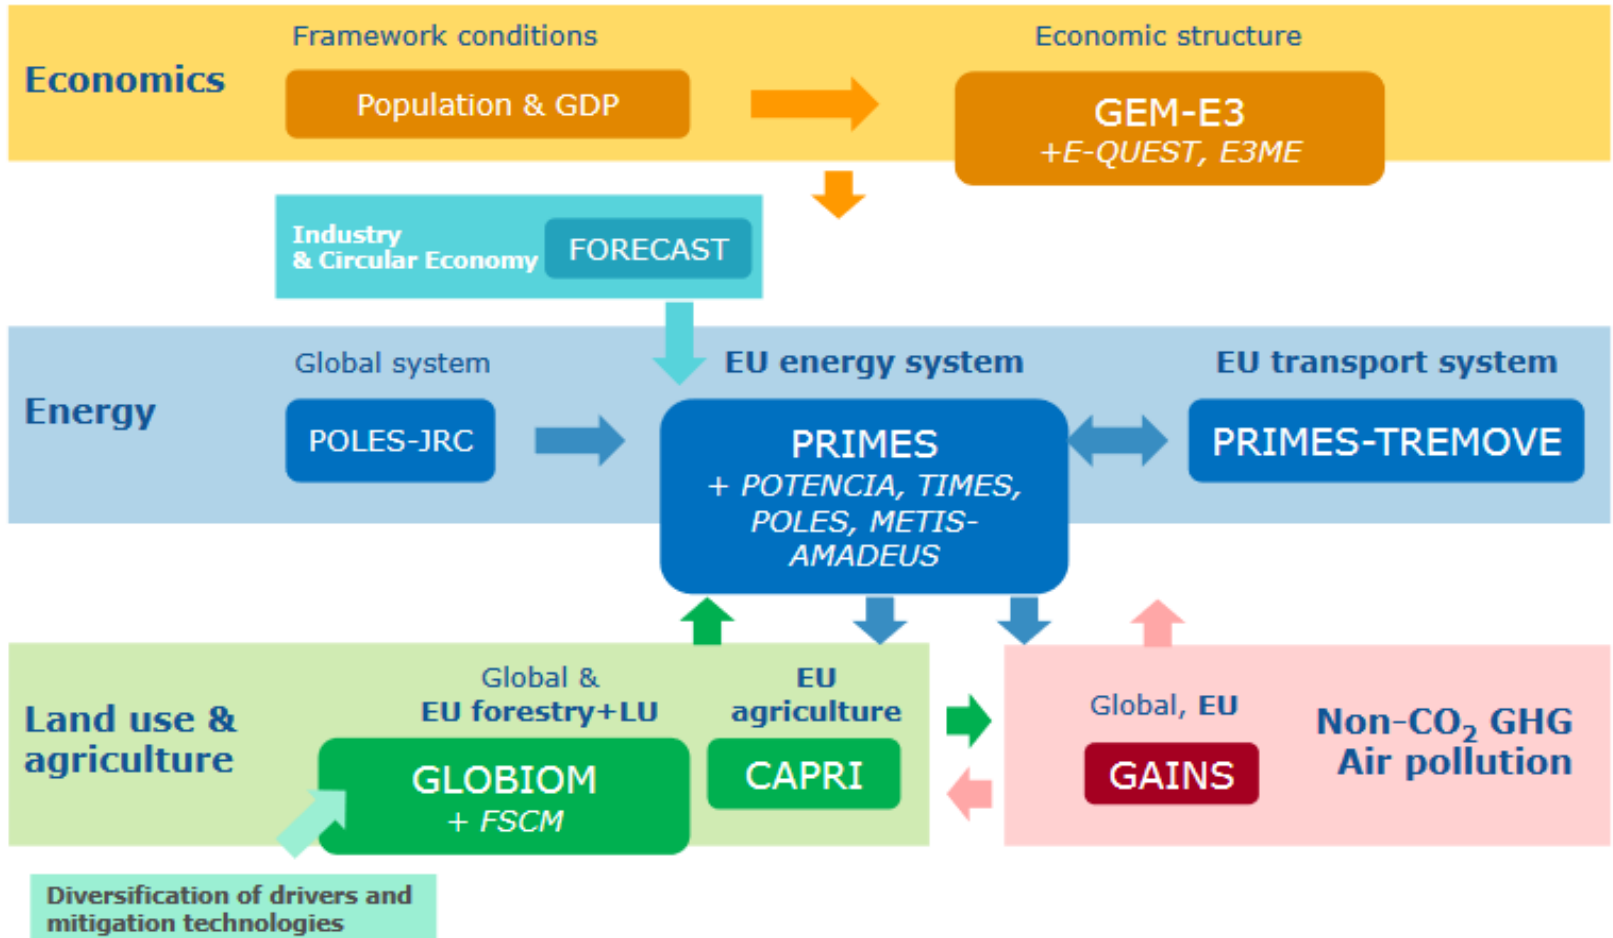 Economics
Framework conditions
Population & GDP
Economic structure
GEM-E3
+E-QUEST, E3ME
Industry
& Circular Economy
FORECAST
Energy
Global system
POLES-JRC
EU energy system
PRIMES
+ POTENCIA, TIMES,
POLES, METIS-
AMADEUS
EU transport system
PRIMES-TREMOVE
Land use &
agriculture
Global &
EU forestry+LU
GLOBIOM
+ FSCM
EU
agriculture
CAPRI
Global, EU
GAINS
Non-CO₂ GHG
Air pollution
Diversification of drivers and
mitigation technologies